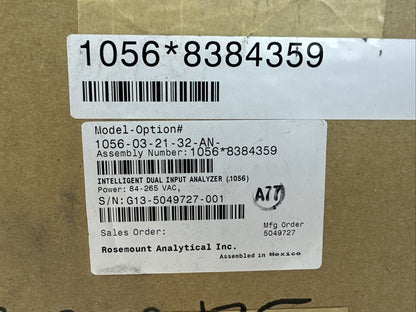 1056*8384359
Model-Option#
1056-03-21-32-AN-
Assembly Number: 1056*8384359
INTELLIGENT DUAL INPUT ANALYZER (1056)
Power: 84-265 VAC,
S/N: G13-5049727-001
A77
Sales Order:
Mfg Order
5049727
Rosemount Analytical Inc.
Assembled in Mexico